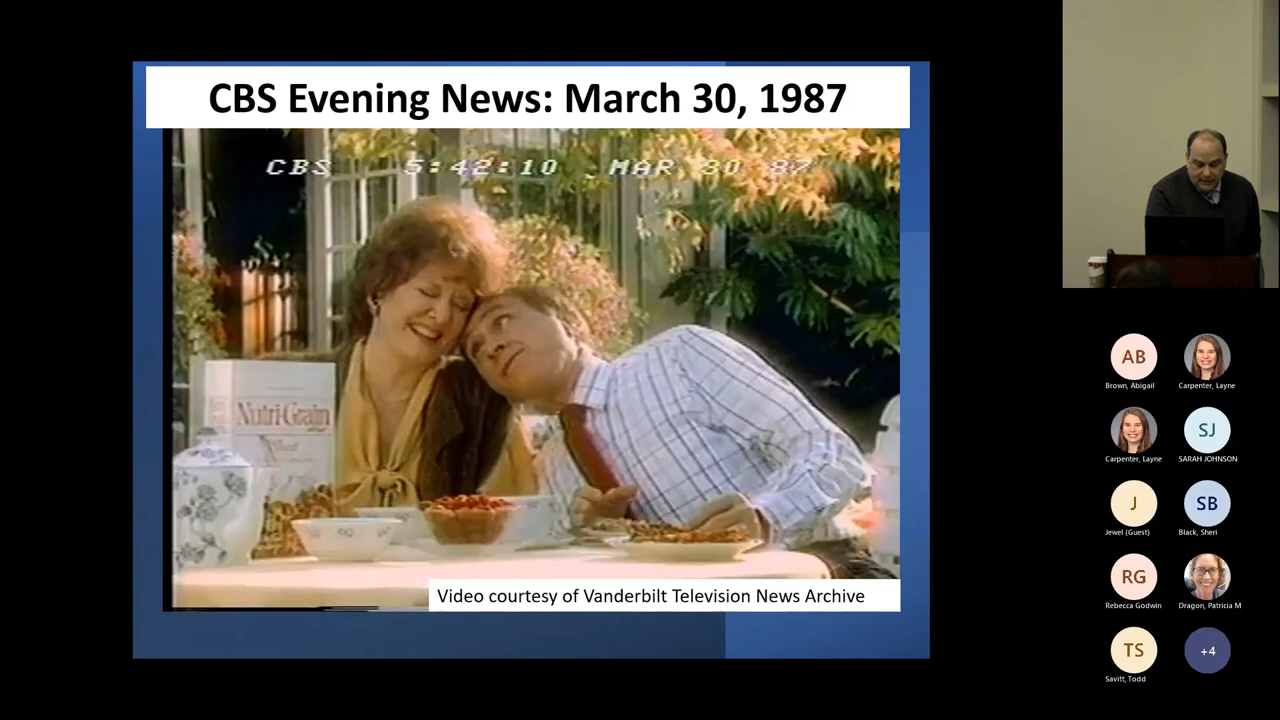 CBS Evening News: March 30, 1987
CBS 5:42:10 MAR 30 87
Nutri-Grain
Video courtesy of Vanderbilt Television News Archive
AB
Brown, Abigail
Carpenter, Layne
Carpenter, Layne
SJ
SARAH JOHNSON
J
Jewel (Guest)
SB
Black, Sheri
RG
Rebecca Godwin
Dragon, Patricia M
TS
Savitt, Todd
+4